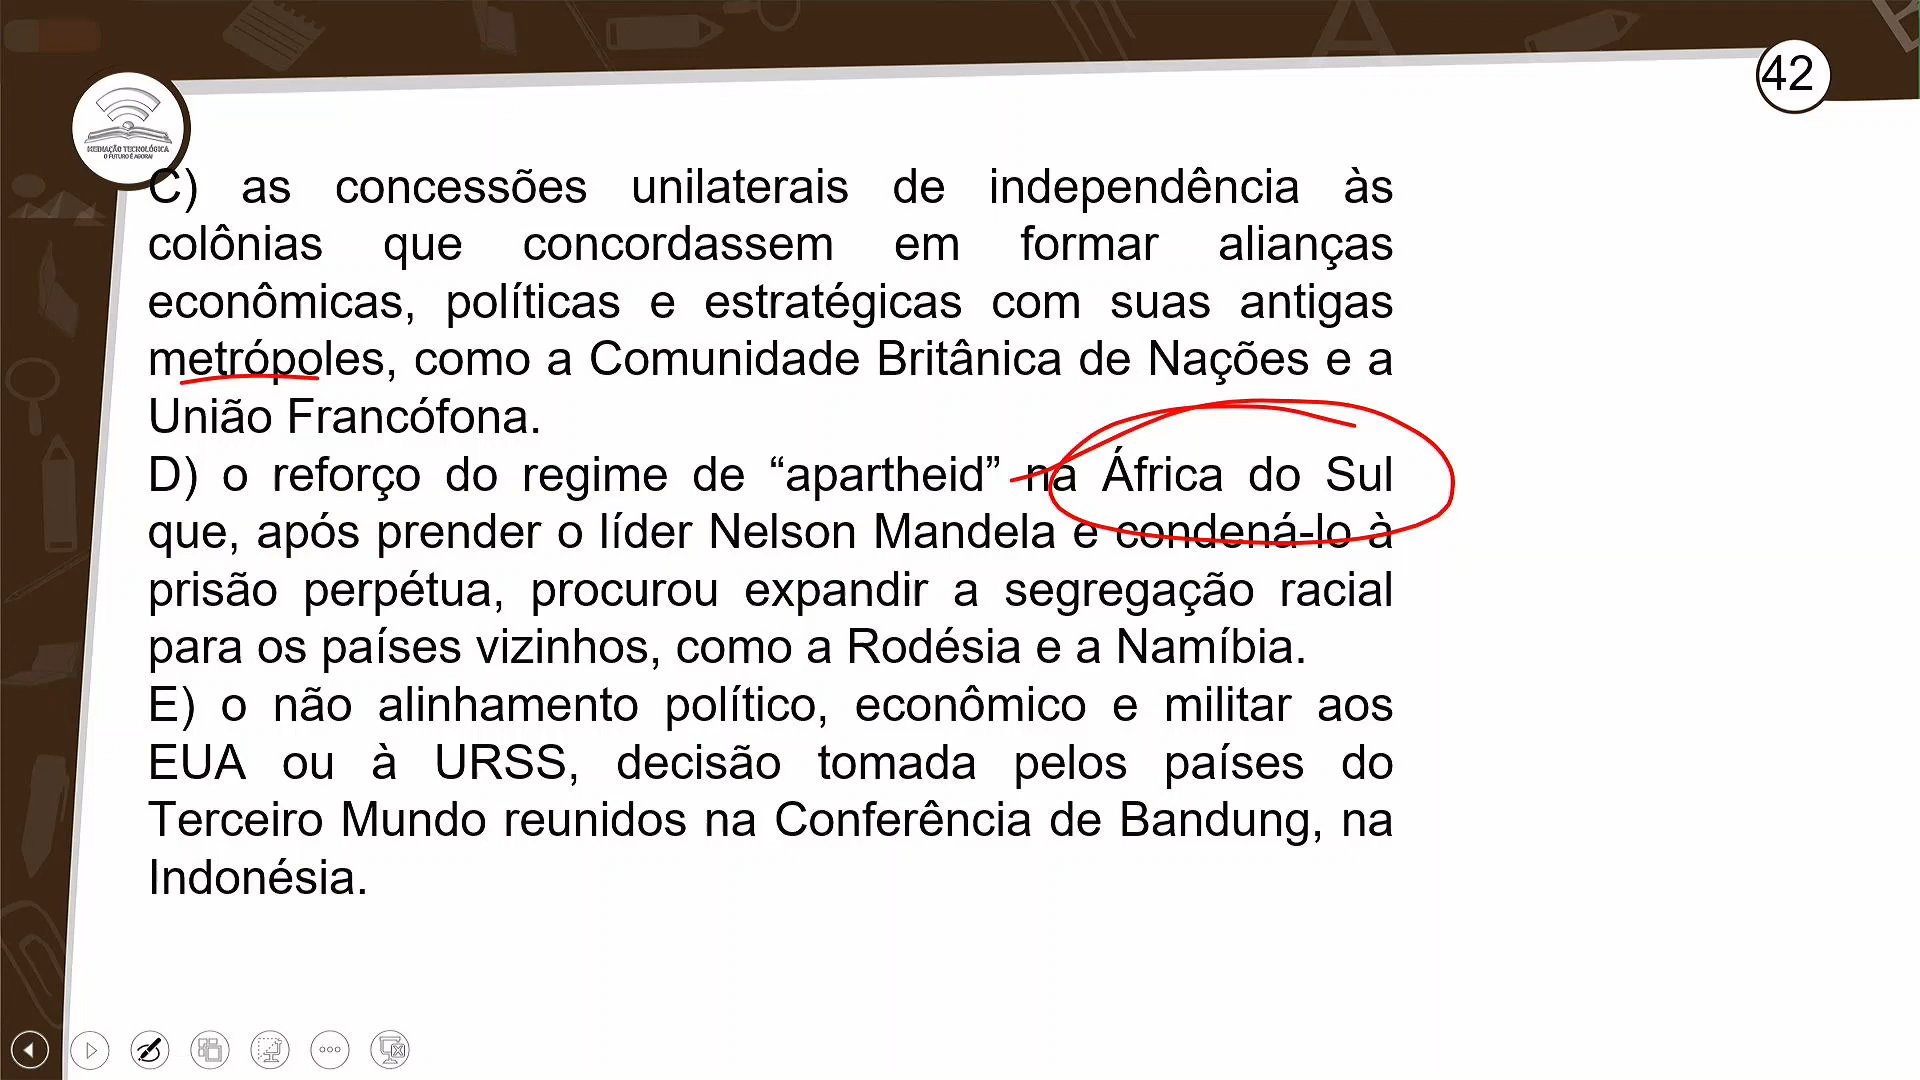 42
MEDIAÇÃO TECNOLÓGICA
O FUTURO É AGORA!
C) as concessões unilaterais de independência às
colônias que concordassem em formar alianças
econômicas, políticas e estratégicas com suas antigas
metrópoles, como a Comunidade Britânica de Nações e a
União Francófona.
D) o reforço do regime de “apartheid” na África do Sul
que, após prender o líder Nelson Mandela e condená-lo à
prisão perpétua, procurou expandir a segregação racial
para os países vizinhos, como a Rodésia e a Namíbia.
E) o não alinhamento político, econômico e militar aos
EUA ou à URSS, decisão tomada pelos países do
Terceiro Mundo reunidos na Conferência de Bandung, na
Indonésia.